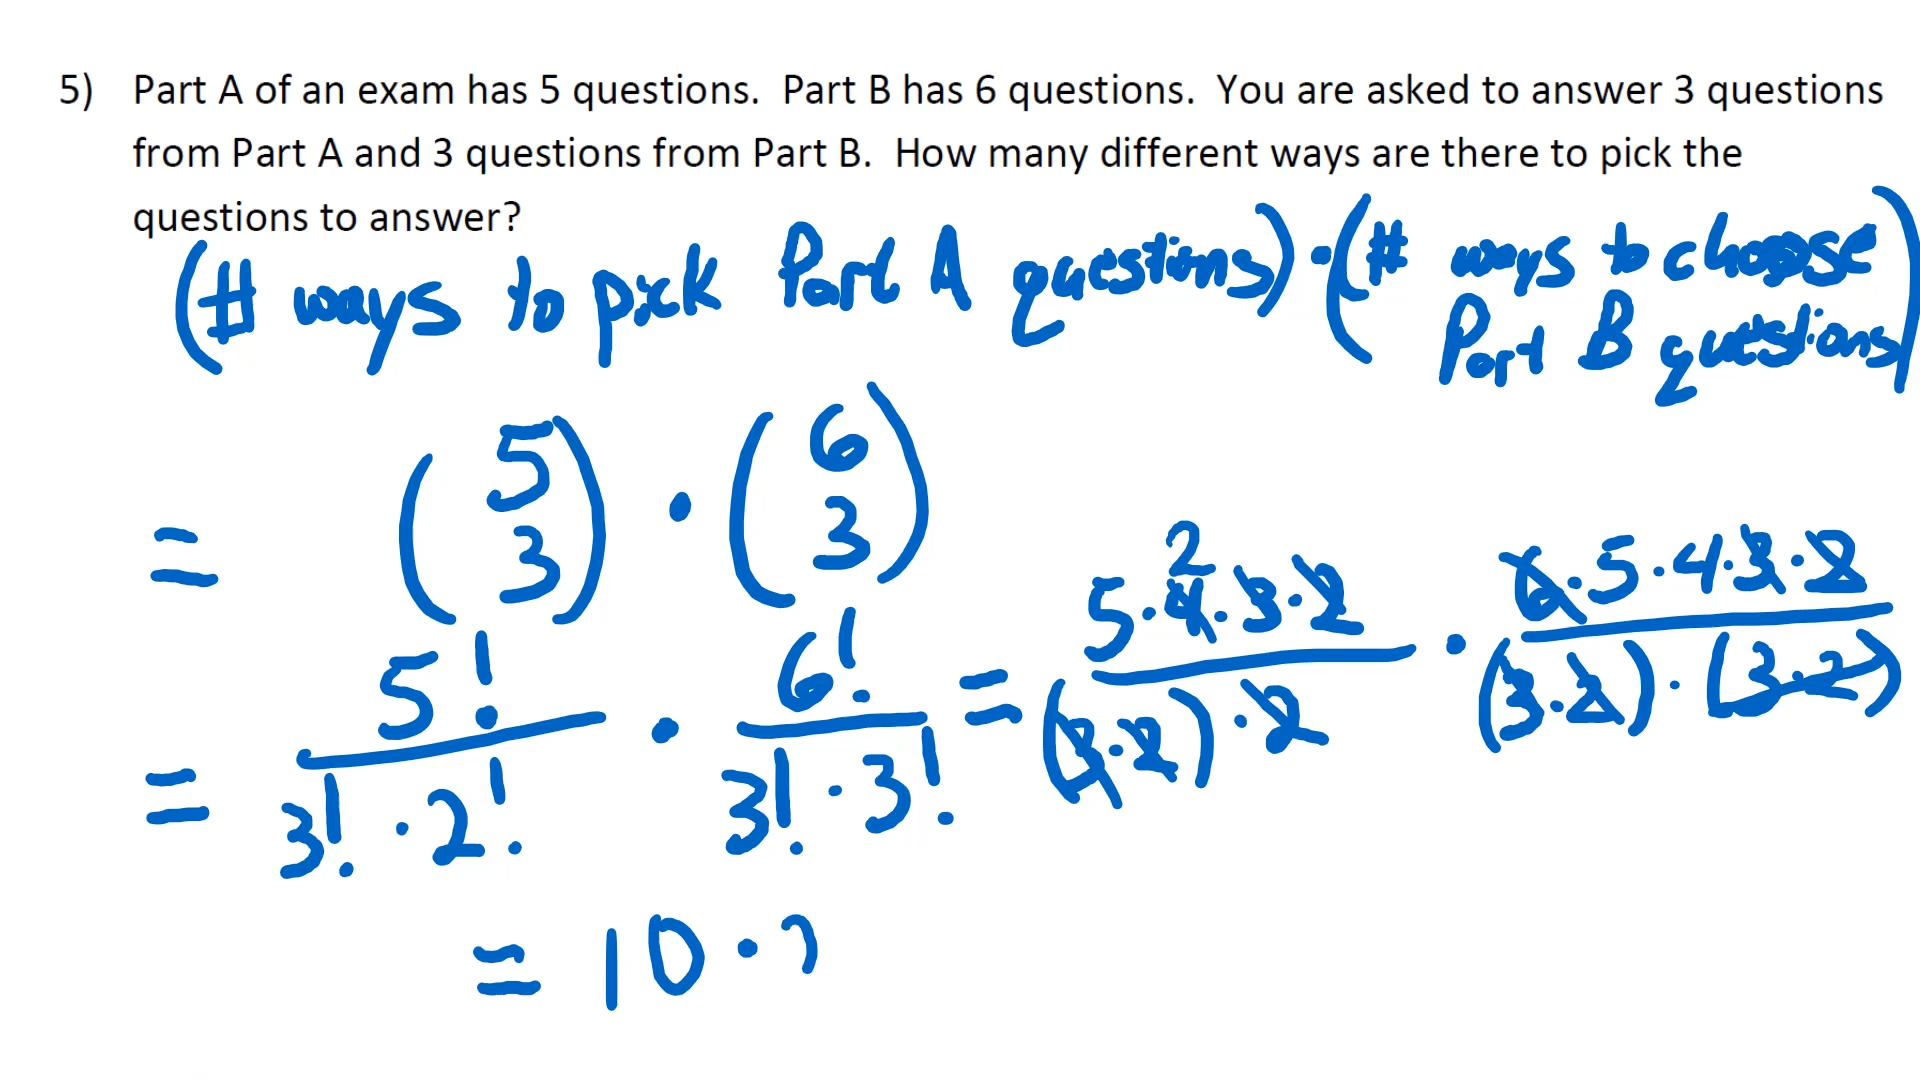 5) Part A of an exam has 5 questions. Part B has 6 questions. You are asked to answer 3 questions
from Part A and 3 questions from Part B. How many different ways are there to pick the
questions to answer?
(# ways to pick Part A questions) · (# ways to choose
Part B questions)
= (5 3) · (6 3)
= 5!/(3! · 2!) · 6!/(3! · 3!) = 2 5·4·3·2/((3·2)·2) · 6·5·4·3·2/((3·2)·(3·2))
= 10 ·